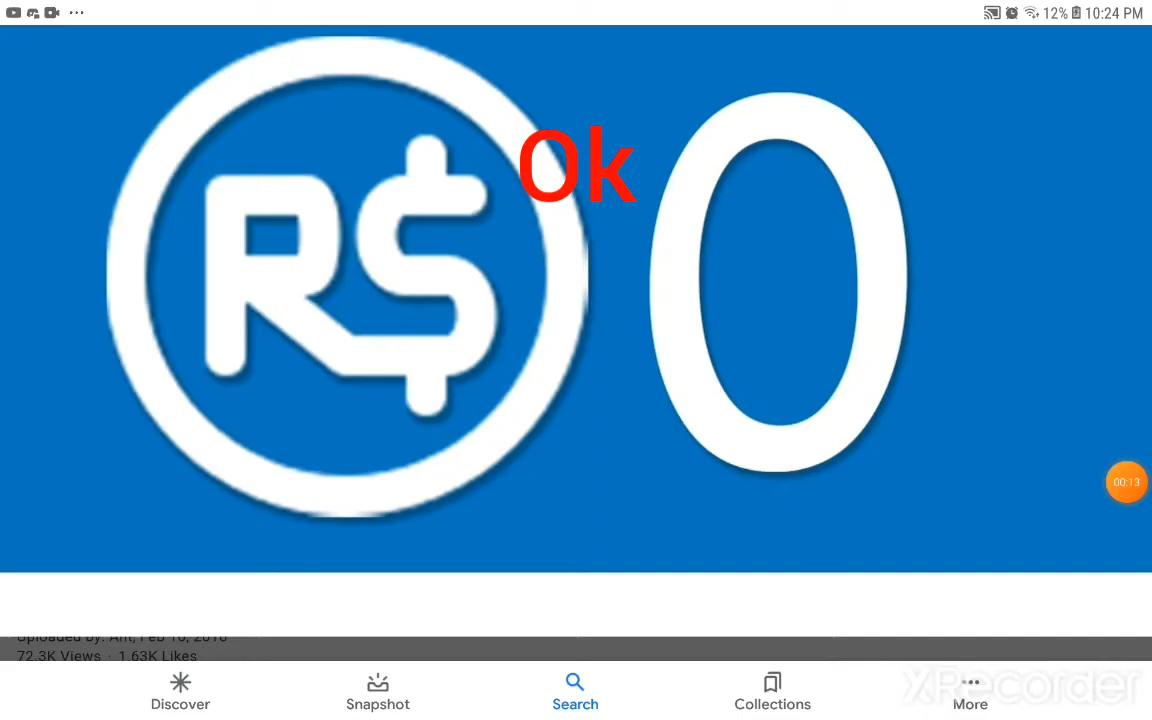 12% 10:24 PM
R$ 0
Ok
00:13
Uploaded by: Ant, Feb 10, 2018
72.3K Views · 1.63K Likes
Discover Snapshot Search Collections More
XRecorder